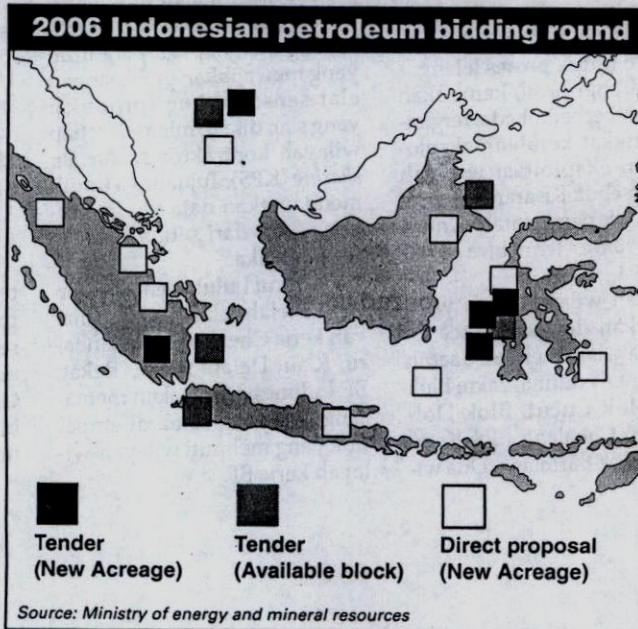 2006 Indonesian petroleum bidding round
Tender
(New Acreage)
Tender
(Available block)
Direct proposal
(New Acreage)
Source: Ministry of energy and mineral resources